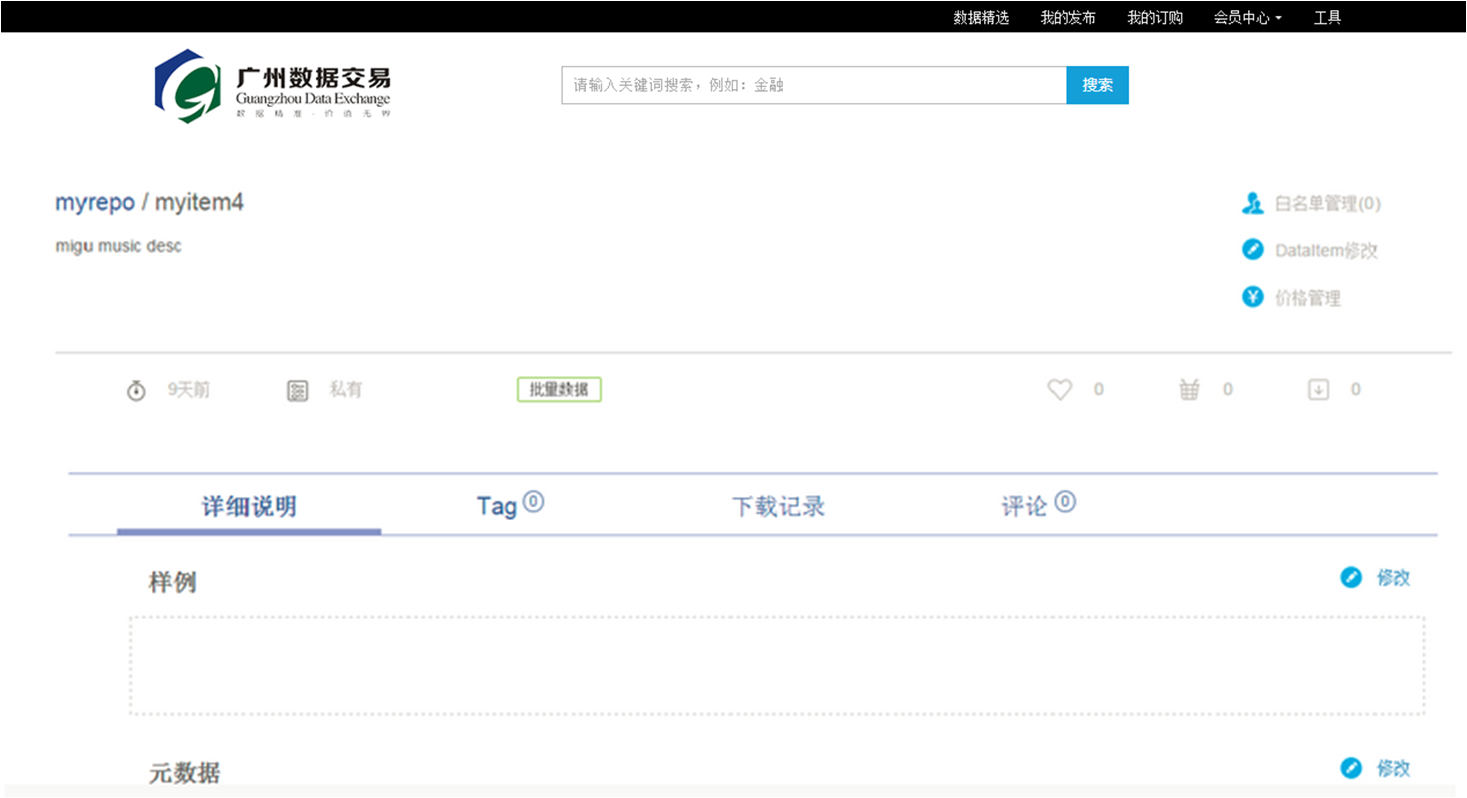 数据精选 我的发布 我的订购 会员中心 工具
广州数据交易
Guangzhou Data Exchange
数据精准·价值无界
请输入关键词搜索，例如：金融 搜索
myrepo / myitem4
白名单管理(0)
migu music desc
DataItem修改
¥ 价格管理
9天前 私有 批量数据 0 0 0
详细说明 Tag 0 下载记录 评论 0
样例 修改
元数据 修改